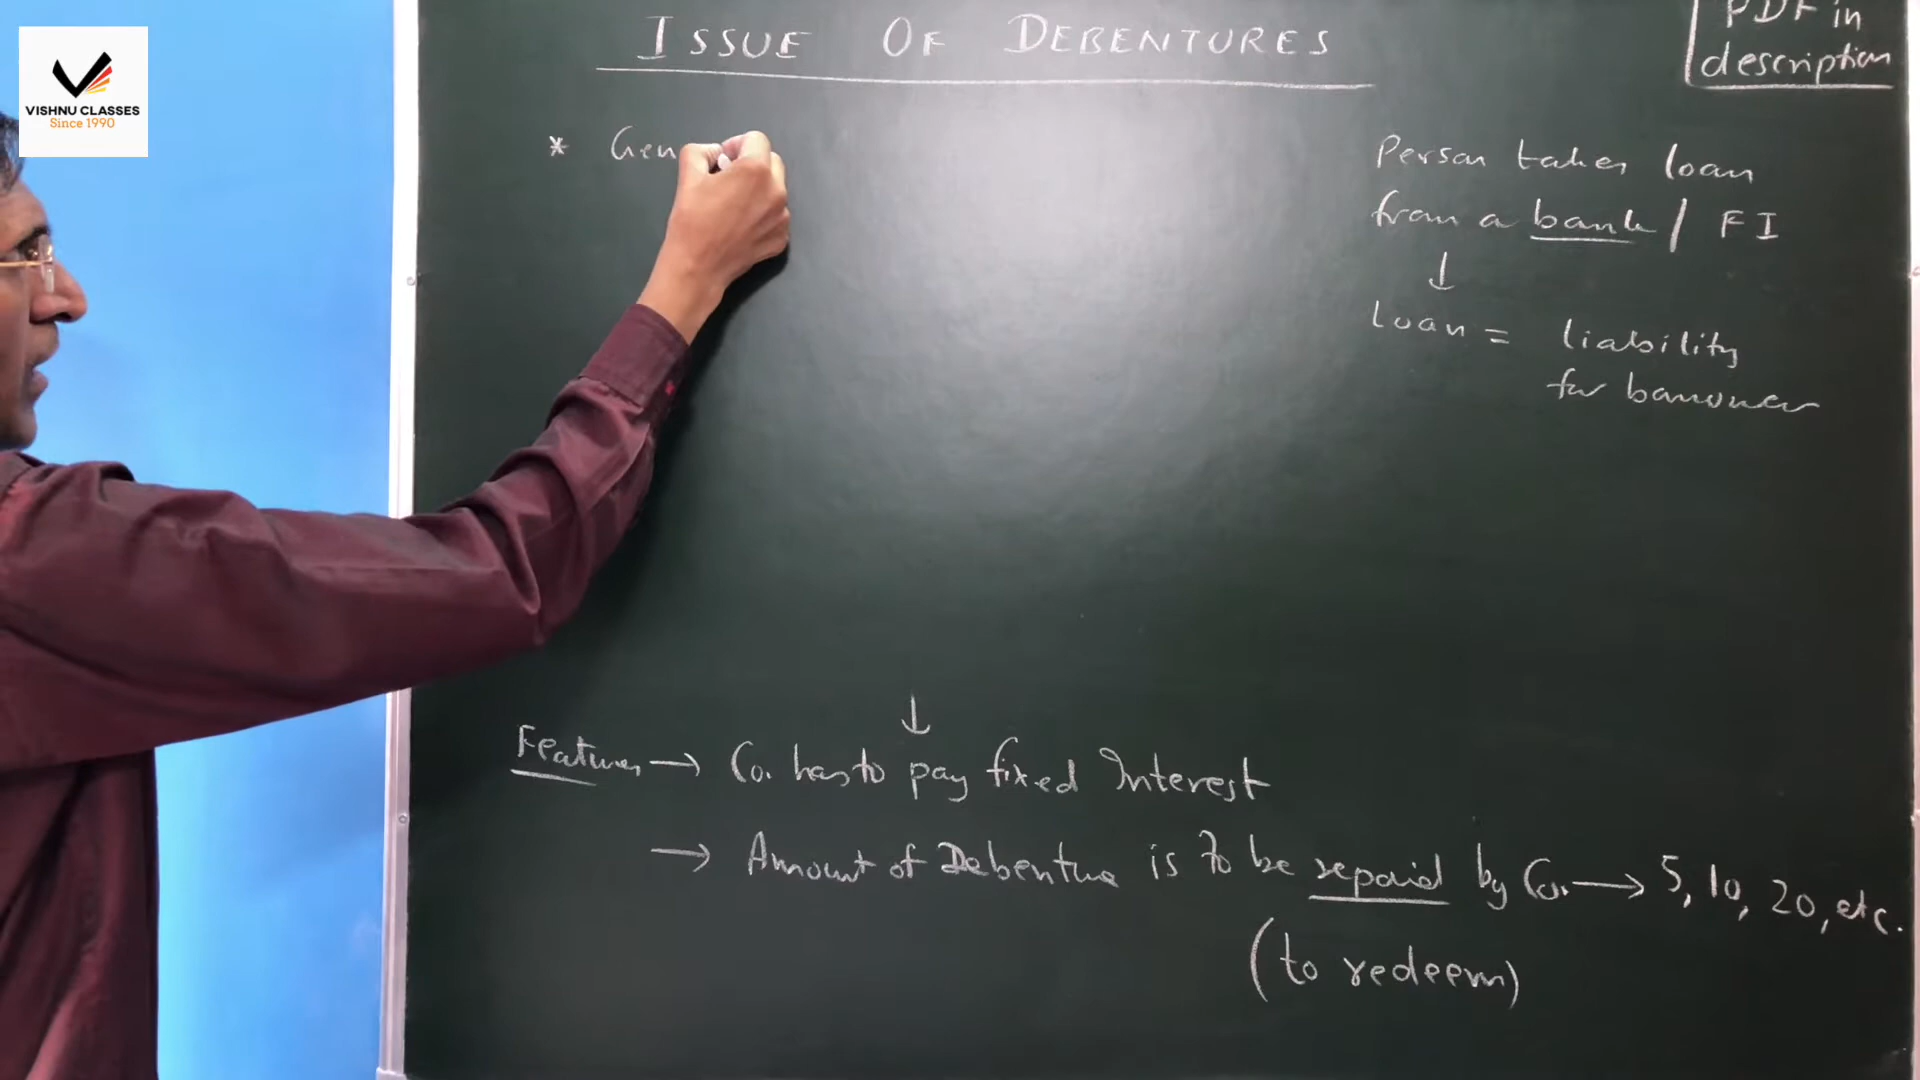 VISHNU CLASSES
Since 1990
ISSUE OF DEBENTURES
PDF in
description
* Gen
Person takes loan
from a bank / FI
↓
Loan = liability
for borrower
↓
Features → Co. has to pay fixed Interest
→ Amount of Debenture is to be repaid by Co. → 5, 10, 20, etc.
(to redeem)